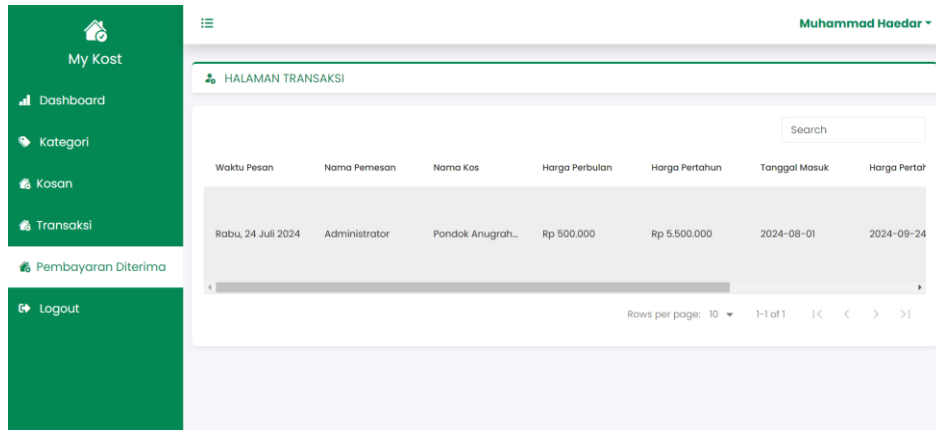 My Kost
Dashboard
Kategori
Kosan
Transaksi
Pembayaran Diterima
Logout
Muhammad Haedar
HALAMAN TRANSAKSI
Search
Waktu Pesan Nama Pemesan Nama Kos Harga Perbulan Harga Pertahun Tanggal Masuk Harga Pertah
Rabu, 24 Juli 2024 Administrator Pondok Anugrah... Rp 500.000 Rp 5.500.000 2024-08-01 2024-09-24
Rows per page: 10 1-1 of 1